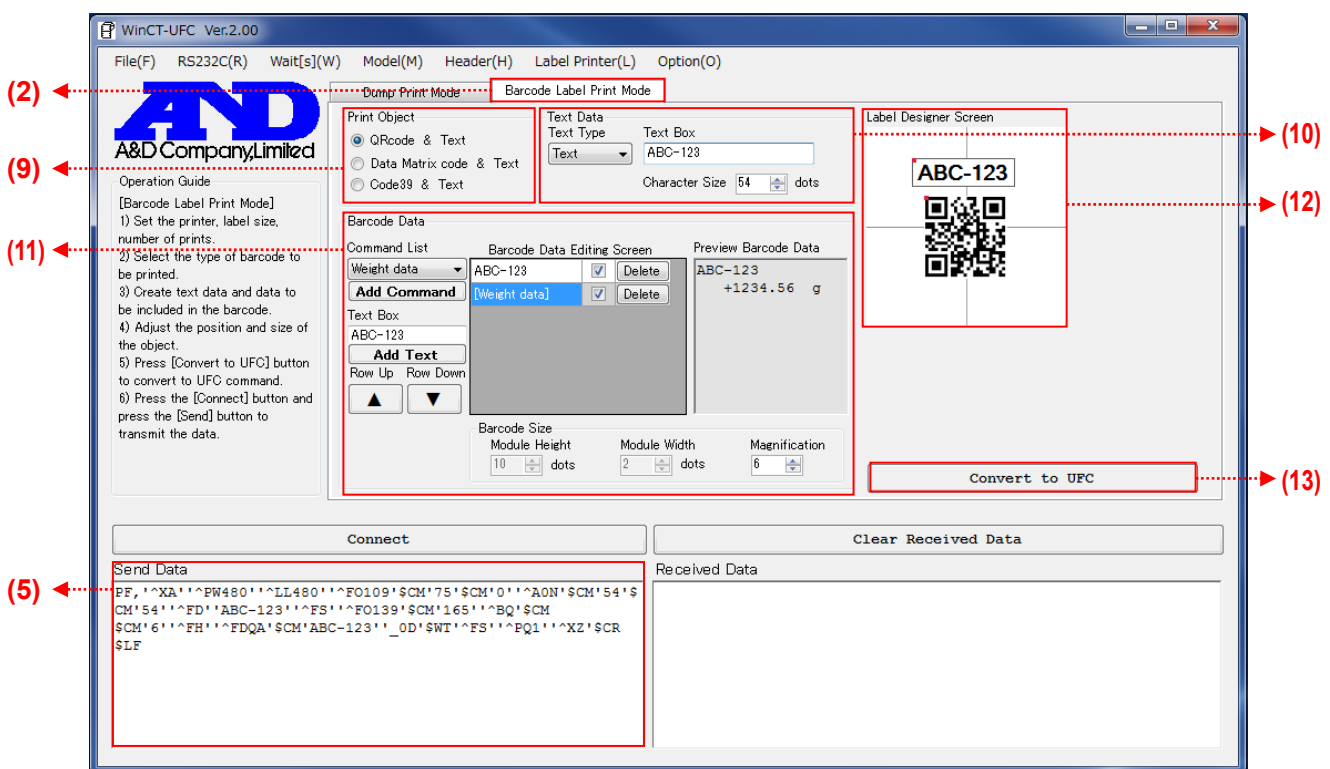 WinCT-UFC Ver.2.00
File(F) RS232C(R) Wait[s](W) Model(M) Header(H) Label Printer(L) Option(O)
(2)
Dump Print Mode
Barcode Label Print Mode
AND
A&D Company,Limited
Print Object
QRcode & Text
Data Matrix code & Text
Code39 & Text
(9)
Text Data
Text Type Text Box
Text ABC-123
Character Size 54 dots
(10)
Label Designer Screen
ABC-123
(12)
Operation Guide
[Barcode Label Print Mode]
1) Set the printer, label size,
number of prints.
2) Select the type of barcode to
be printed.
3) Create text data and data to
be included in the barcode.
4) Adjust the position and size of
the object.
5) Press [Convert to UFC] button
to convert to UFC command.
6) Press the [Connect] button and
press the [Send] button to
transmit the data.
(11)
Barcode Data
Command List
Weight data
Add Command
Text Box
ABC-123
Add Text
Row Up Row Down
▲ ▼
Barcode Data Editing Screen
ABC-123 Delete
[Weight data] Delete
Preview Barcode Data
ABC-123
+1234.56 g
Barcode Size
Module Height Module Width Magnification
10 dots 2 dots 6
Convert to UFC
(13)
Connect
Clear Received Data
(5)
Send Data
PF,'^XA''^PW480''^LL480''^FO109'$CM'75'$CM'0''^A0N'$CM'54'$
CM'54''^FD''ABC-123''^FS''^FO139'$CM'165''^BQ'$CM
$CM'6''^FH''^FDQA'$CM'ABC-123''_0D'$WT'^FS''^PQ1''^XZ'$CR
$LF
Received Data